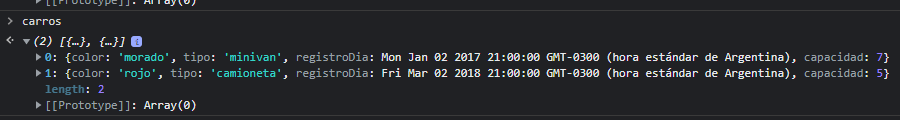 [[Prototype]]: Array(0)
carros
(2) [{…}, {…}] i
0: {color: 'morado', tipo: 'minivan', registroDia: Mon Jan 02 2017 21:00:00 GMT-0300 (hora estándar de Argentina), capacidad: 7}
1: {color: 'rojo', tipo: 'camioneta', registroDia: Fri Mar 02 2018 21:00:00 GMT-0300 (hora estándar de Argentina), capacidad: 5}
length: 2
[[Prototype]]: Array(0)